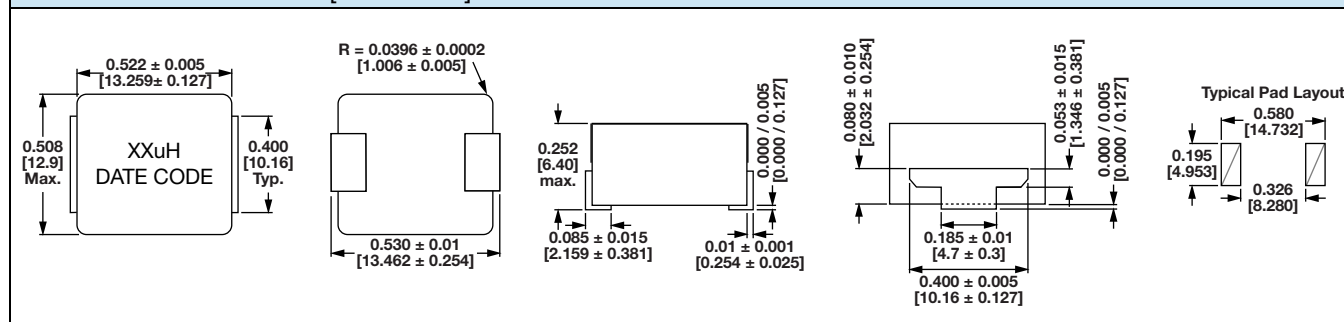 0.522 ± 0.005
[13.259± 0.127]
0.508
[12.9]
Max.
XXuH
DATE CODE
0.400
[10.16]
Typ.
R = 0.0396 ± 0.0002
[1.006 ± 0.005]
0.530 ± 0.01
[13.462 ± 0.254]
0.252
[6.40]
max.
0.000 / 0.005
[0.000 / 0.127]
0.085 ± 0.015
[2.159 ± 0.381]
0.01 ± 0.001
[0.254 ± 0.025]
0.080 ± 0.010
[2.032 ± 0.254]
0.053 ± 0.015
[1.346 ± 0.381]
0.000 / 0.005
[0.000 / 0.127]
0.185 ± 0.01
[4.7 ± 0.3]
0.400 ± 0.005
[10.16 ± 0.127]
Typical Pad Layout
0.580
[14.732]
0.195
[4.953]
0.326
[8.280]